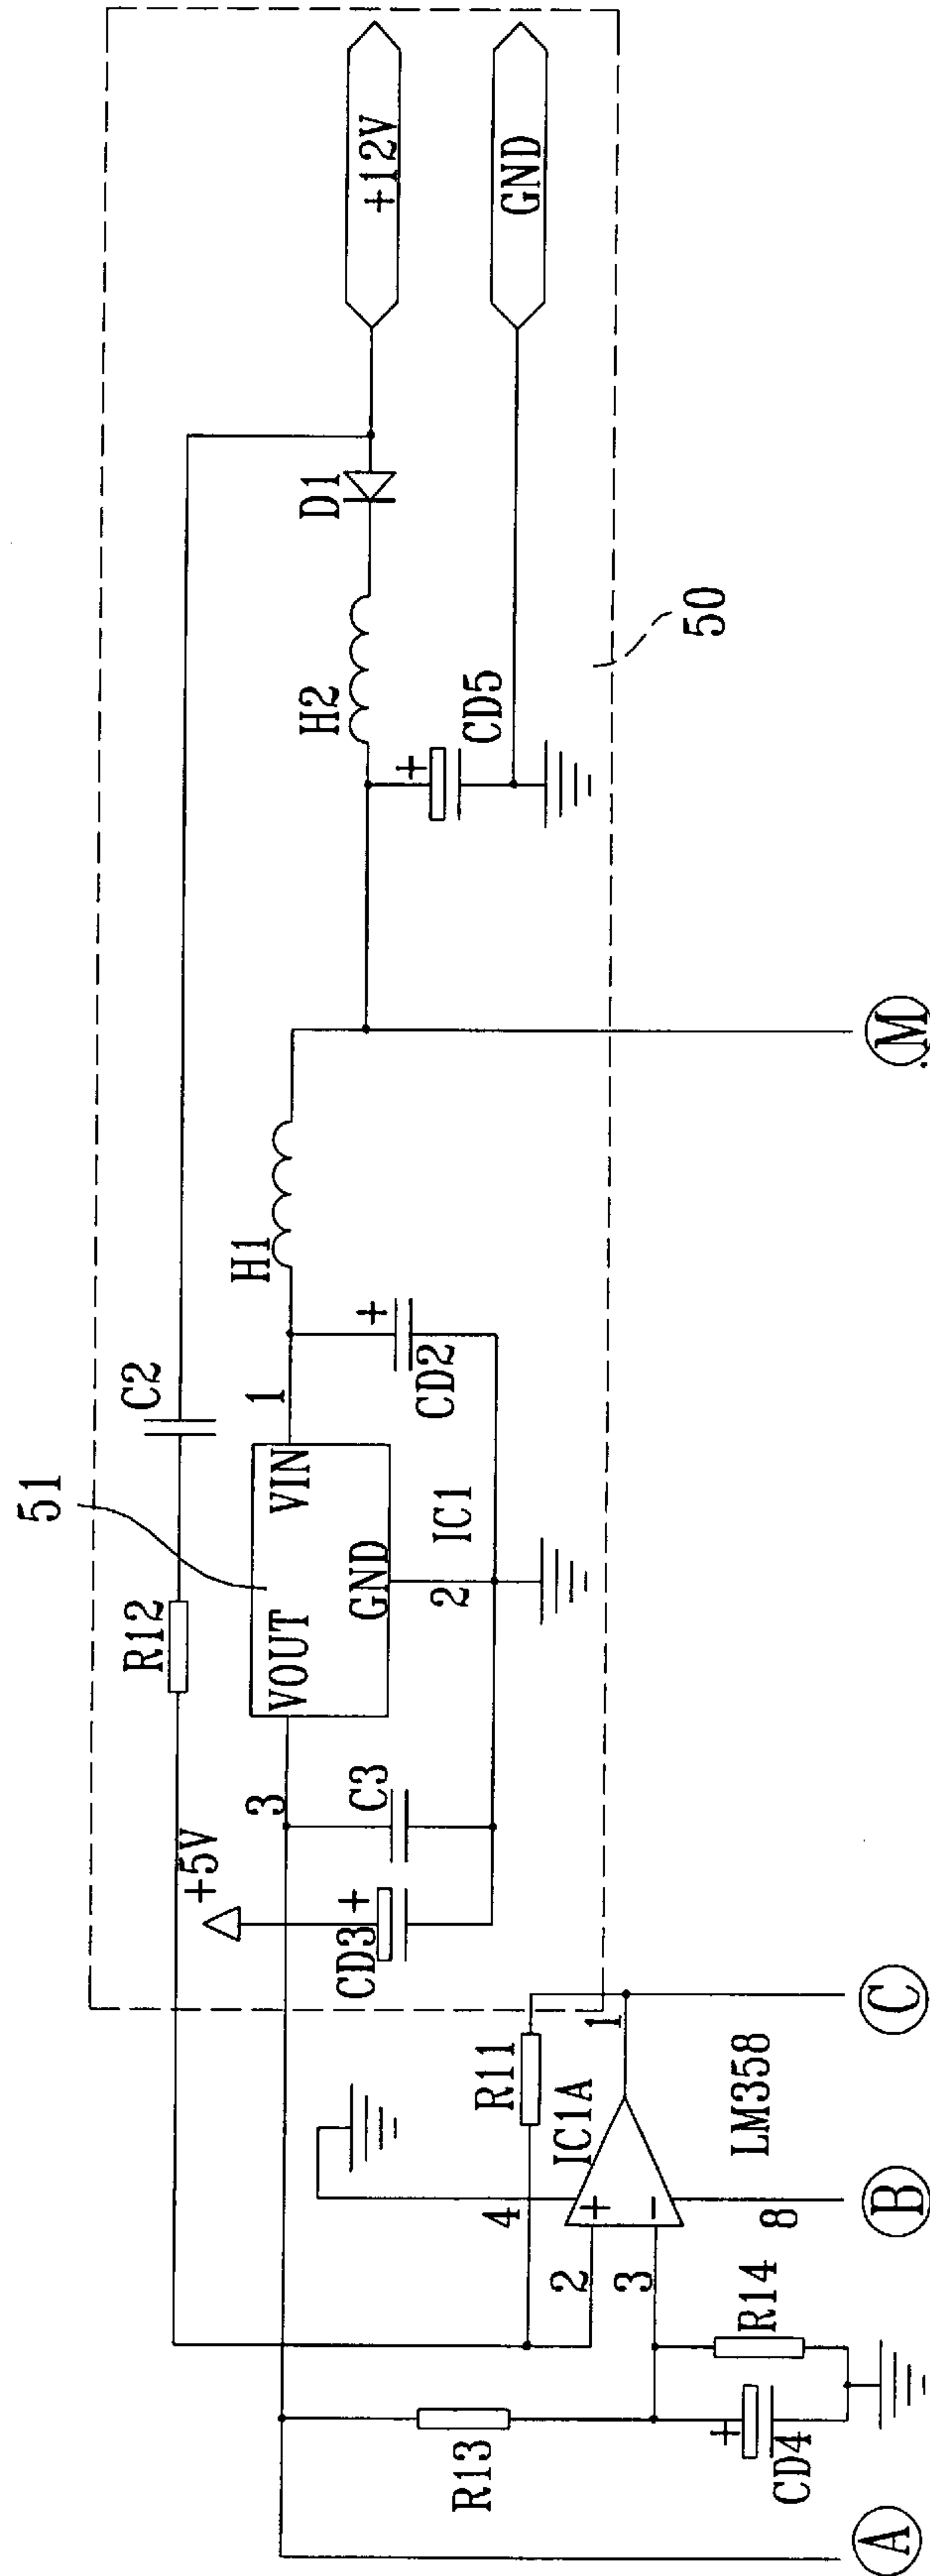 51
C2
R12
+5V
H1
1
VIN
VOUT
GND
3
2
IC1
CD2
+
C3
CD3
+
H2
D1
+12V
GND
+
CD5
50
R11
IC1A
1
4
+
−
2
3
8
LM358
R13
R14
+
CD4
A
B
C
M